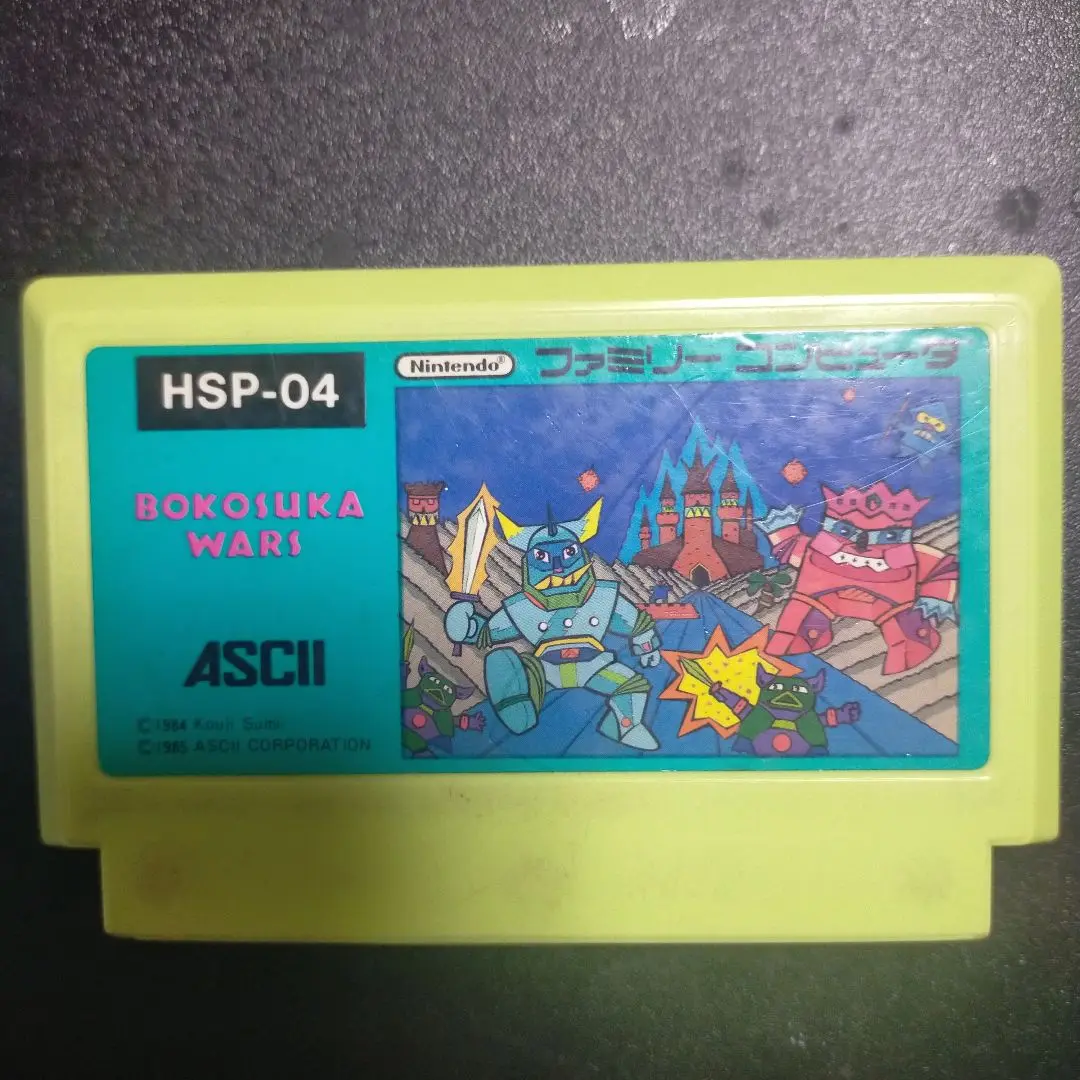 HSP-04
Nintendo®
ファミリー コンピュータ
BOKOSUKA
WARS
ASCII
©1984 Kouji Sumi
©1985 ASCII CORPORATION